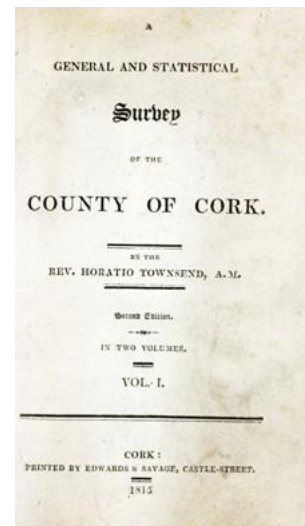 A
GENERAL AND STATISTICAL
Survey
OF THE
COUNTY OF CORK.
BY THE
REV. HORATIO TOWNSEND, A.M.
Second Edition.
IN TWO VOLUMES.
VOL. I.
CORK:
PRINTED BY EDWARDS & SAVAGE, CASTLE-STREET.
1815